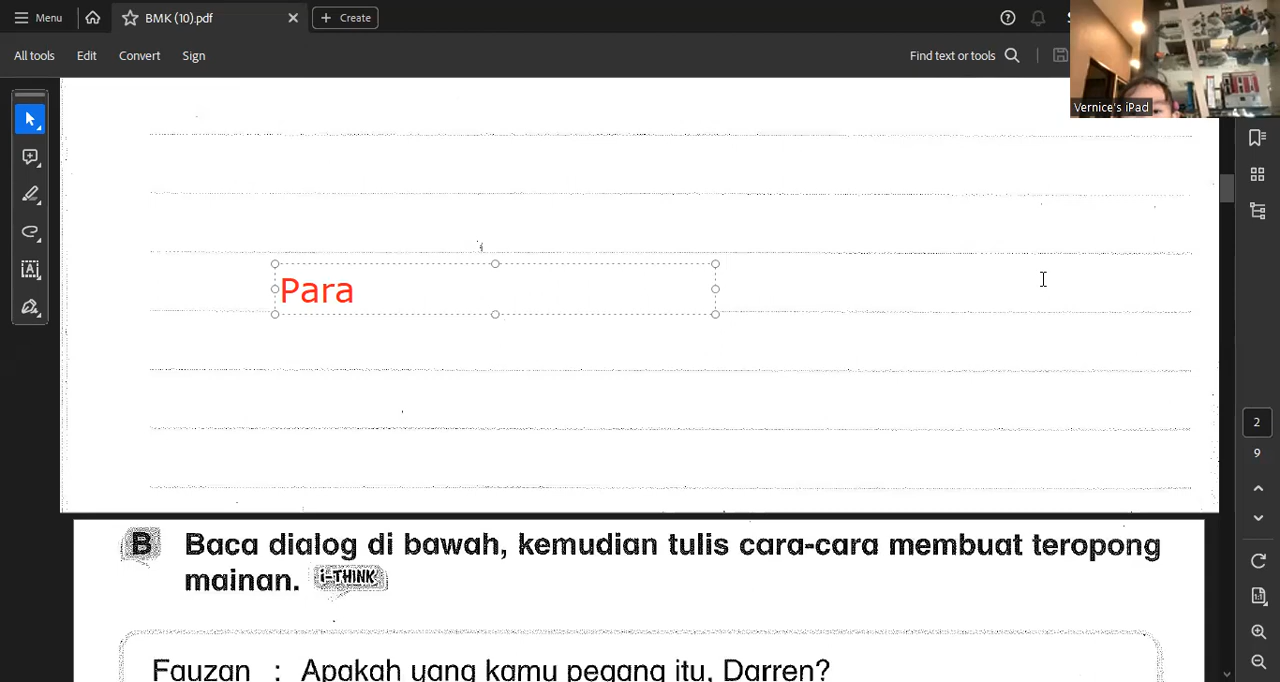 Menu
BMK (10).pdf
Create
All tools
Edit
Convert
Sign
Find text or tools
Vernice's iPad
Para
2
9
B Baca dialog di bawah, kemudian tulis cara-cara membuat teropong
mainan. i-THINK
Fauzan : Apakah yang kamu pegang itu, Darren?